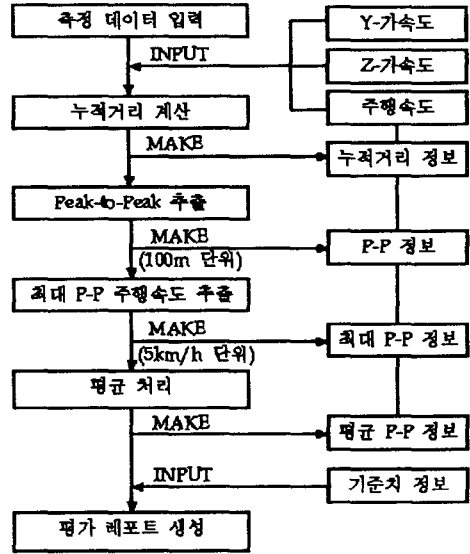 측정 데이터 입력
Y-가속도
INPUT
Z-가속도
주행속도
누적거리 계산
MAKE
누적거리 정보
Peak-to-Peak 추출
MAKE
P-P 정보
(100m 단위)
최대 P-P 주행속도 추출
MAKE
최대 P-P 정보
(5km/h 단위)
평균 처리
MAKE
평균 P-P 정보
INPUT
기준치 정보
평가 레포트 생성